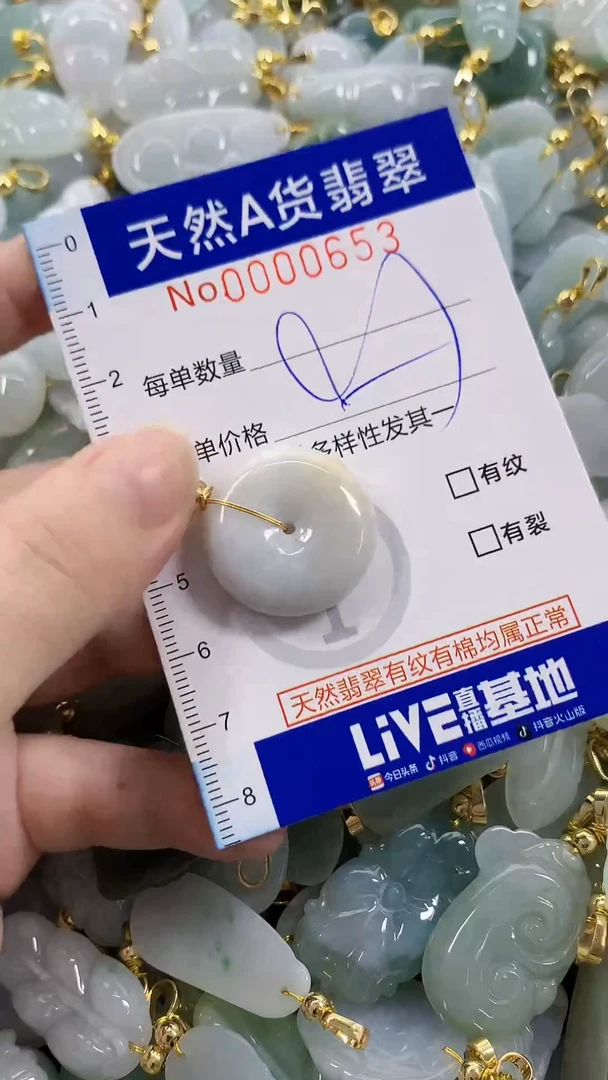 天然A货翡翠
No.0000653
每单数量
单价格
多样性发其一
有纹
有裂
天然翡翠有纹有棉均属正常
LiVE直播基地
今日头条 抖音 西瓜视频 抖音火山版
0
1
2
5
6
7
8